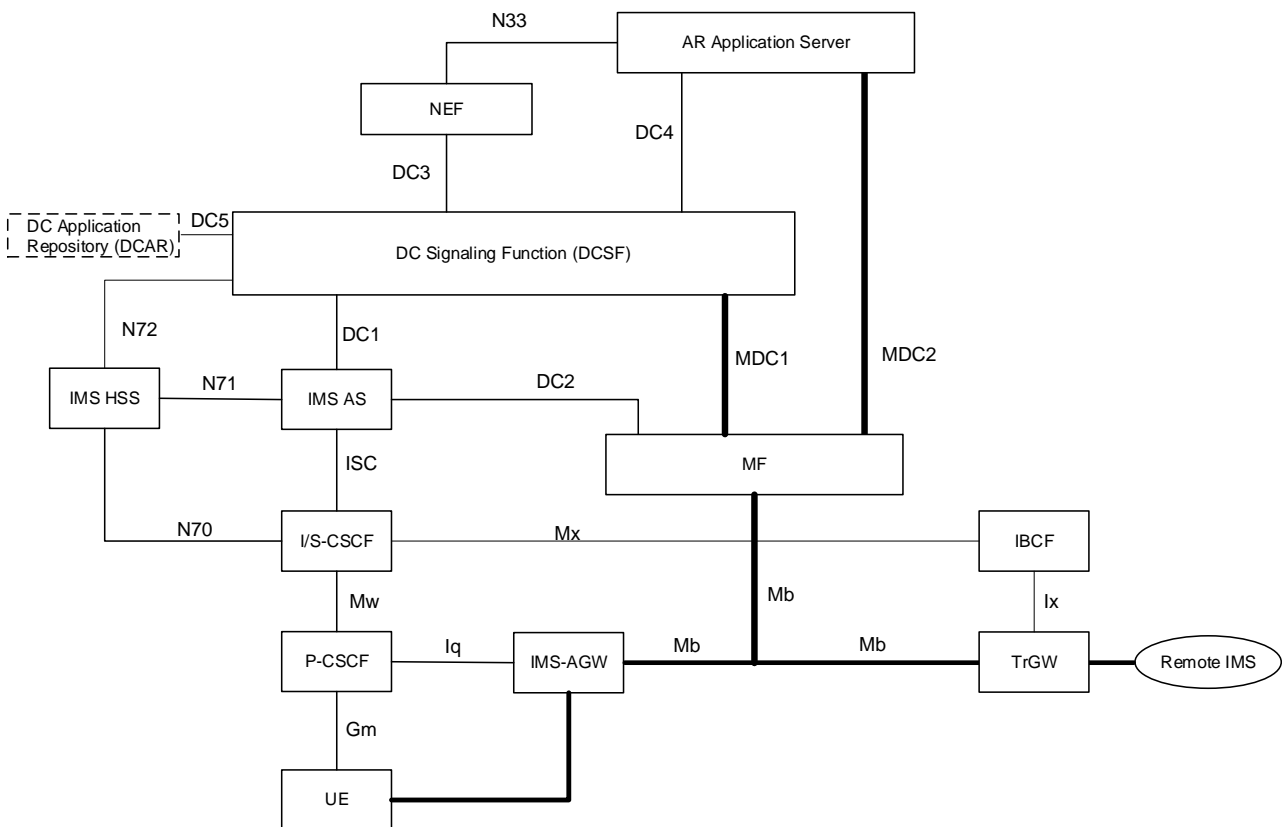 N33
AR Application Server
NEF
DC4
DC3
DC Application
Repository (DCAR)
DC5
DC Signaling Function (DCSF)
N72
DC1
MDC1
MDC2
IMS HSS
N71
IMS AS
DC2
ISC
MF
N70
I/S-CSCF
Mx
IBCF
Mw
Mb
Ix
P-CSCF
Iq
IMS-AGW
Mb
Mb
TrGW
Remote IMS
Gm
UE